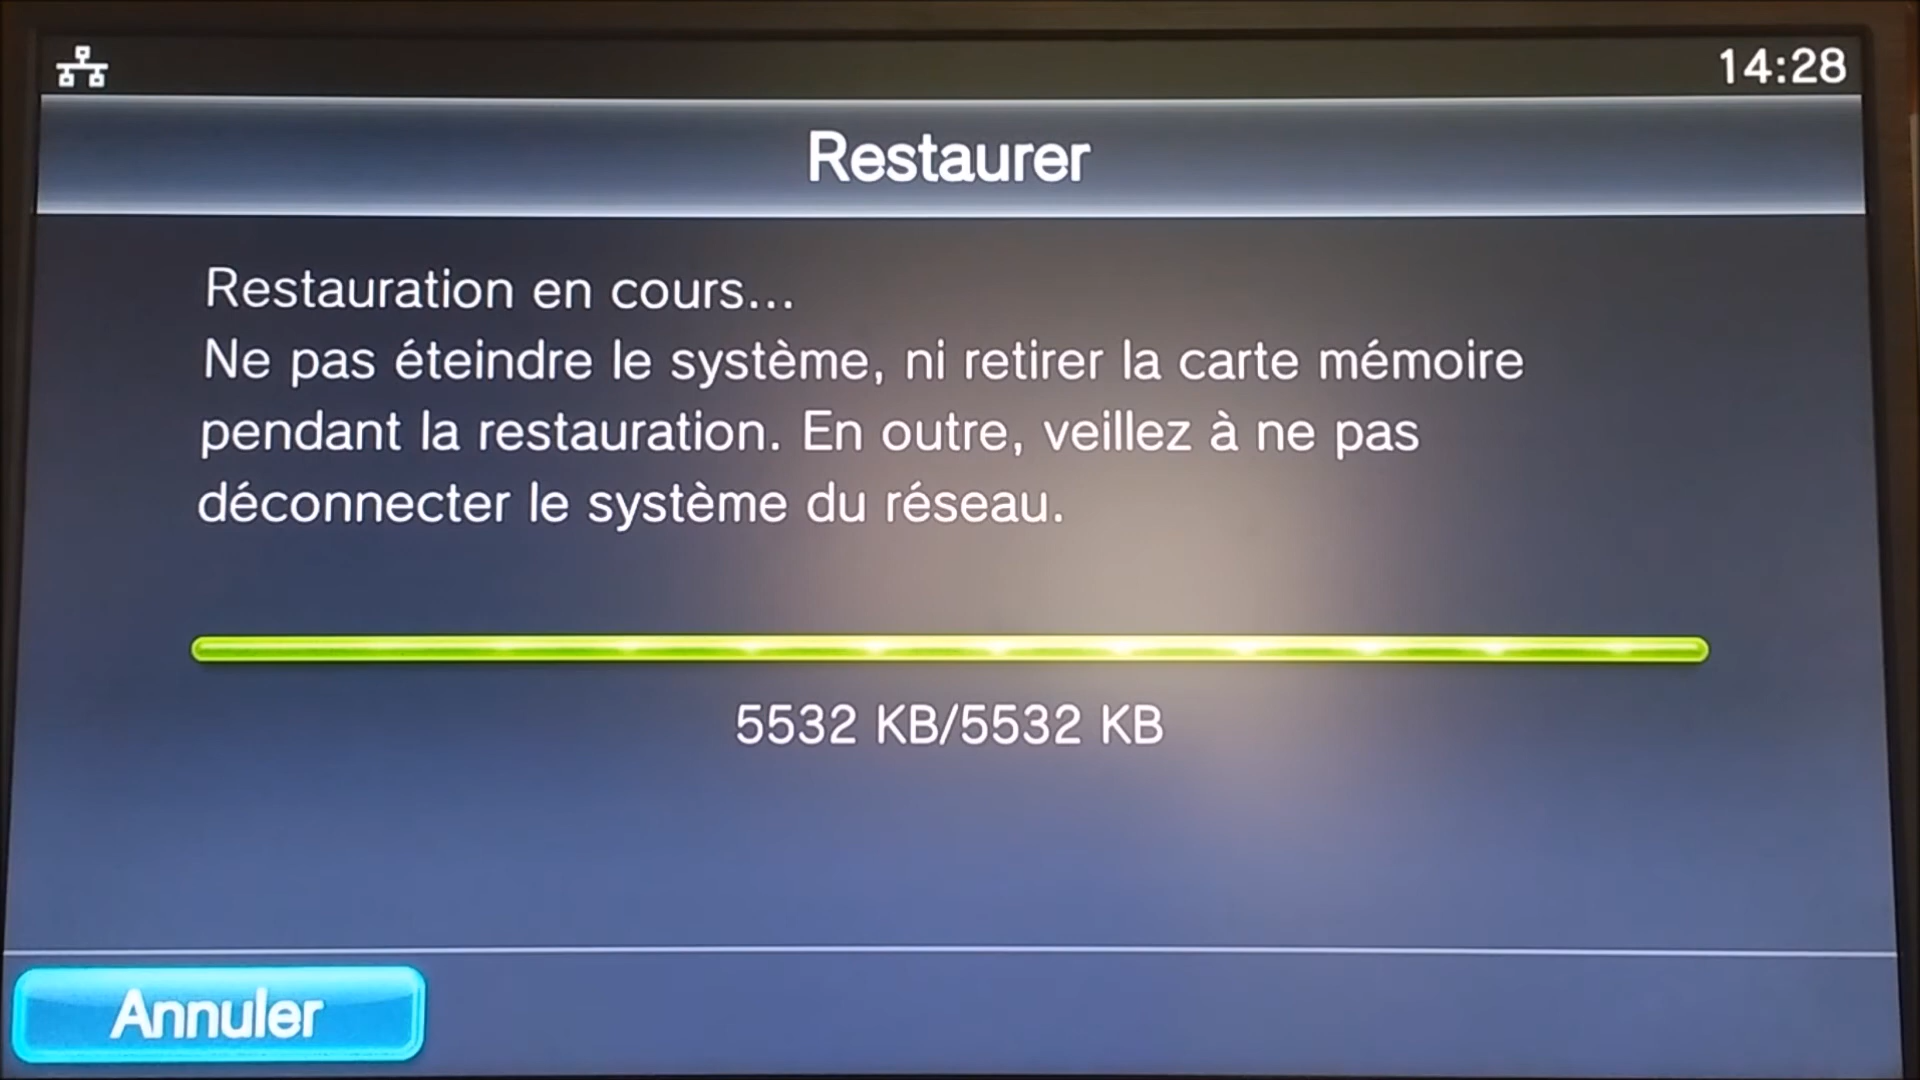 14:28
Restaurer
Restauration en cours...
Ne pas éteindre le système, ni retirer la carte mémoire
pendant la restauration. En outre, veillez à ne pas
déconnecter le système du réseau.
5532 KB/5532 KB
Annuler